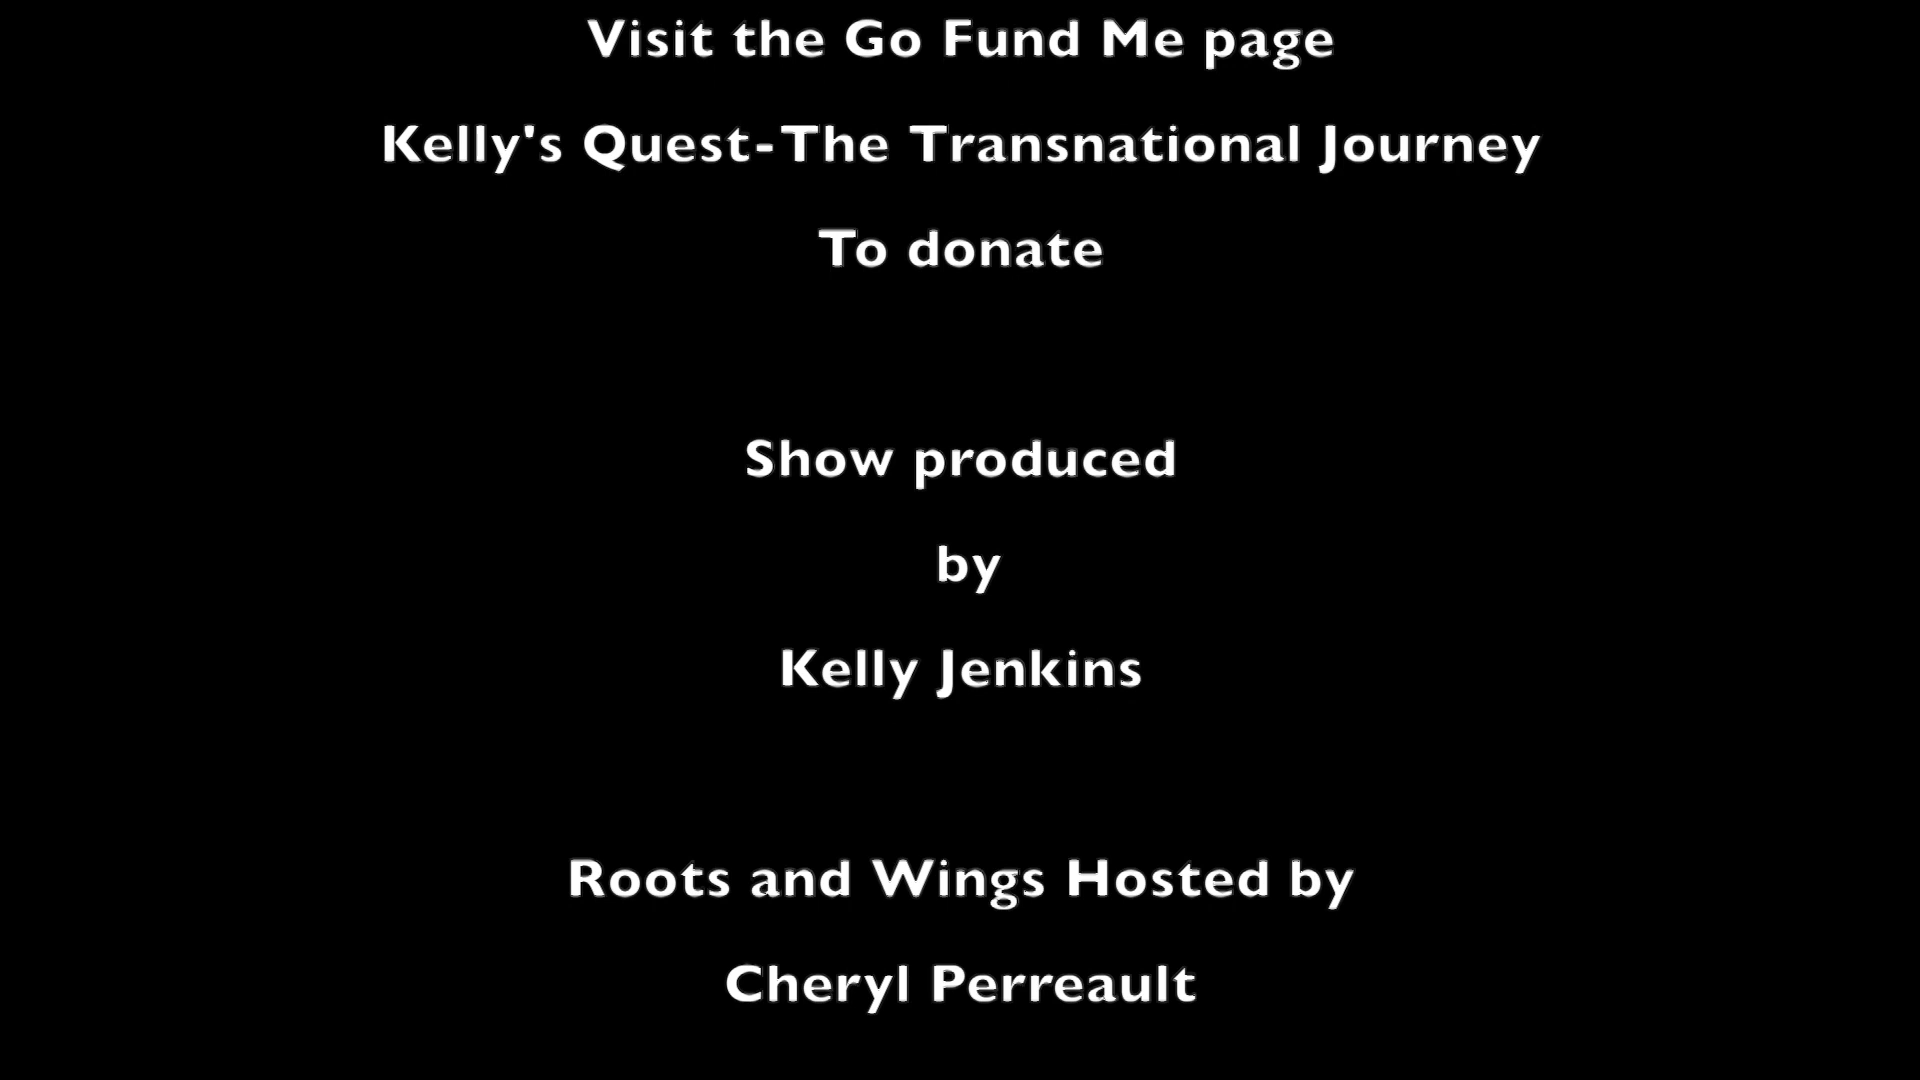 Visit the Go Fund Me page
Kelly's Quest-The Transnational Journey
To donate
Show produced
by
Kelly Jenkins
Roots and Wings Hosted by
Cheryl Perreault